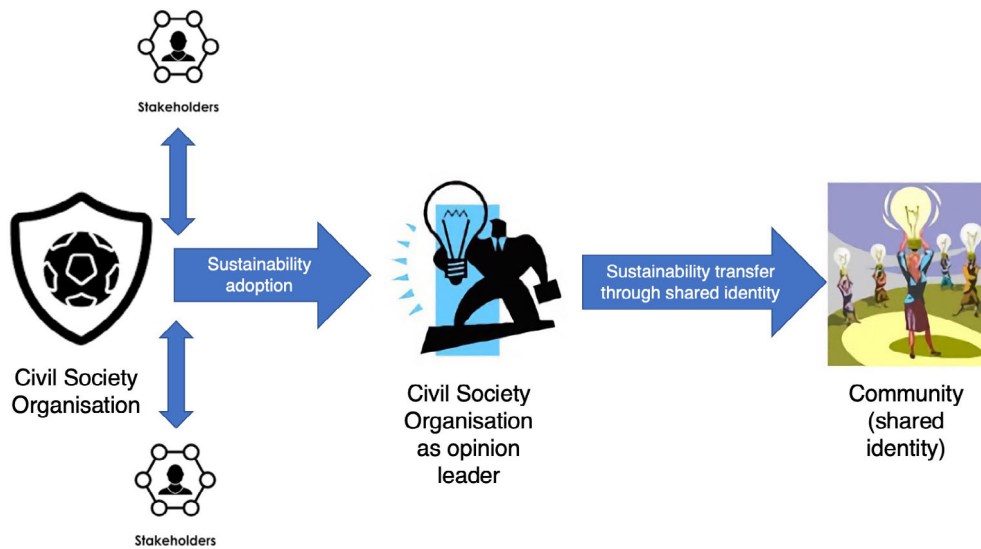 Stakeholders
Sustainability
adoption
Sustainability transfer
through shared identity
Civil Society
Organisation
Civil Society
Organisation
as opinion
leader
Community
(shared
identity)
Stakeholders